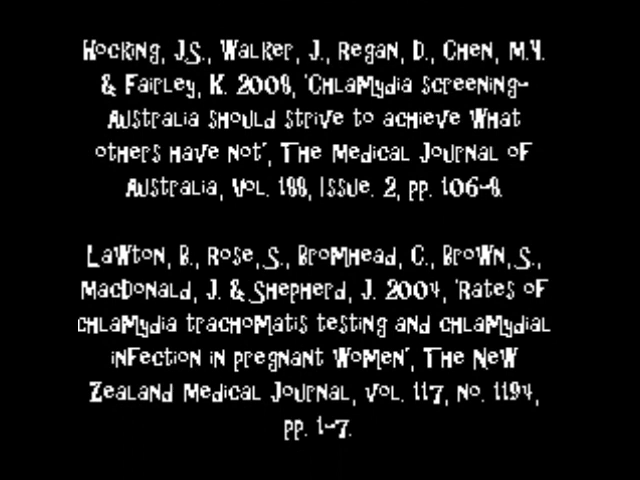 Hocking, J.S., Walker, J., Regan, D., Chen, M.Y.
& Fairley, K. 2008, 'Chlamydia screening-
Australia should strive to achieve what
others have not', The Medical Journal of
Australia, Vol. 188, Issue. 2, pp. 106-8.
Lawton, B., Rose, S., Bromhead, C., Brown, S.,
MacDonald, J. & Shepherd, J. 2004, 'Rates of
chlamydia trachomatis testing and chlamydial
infection in pregnant women', The New
Zealand Medical Journal, vol. 117, no. 1194,
pp. 1-7.